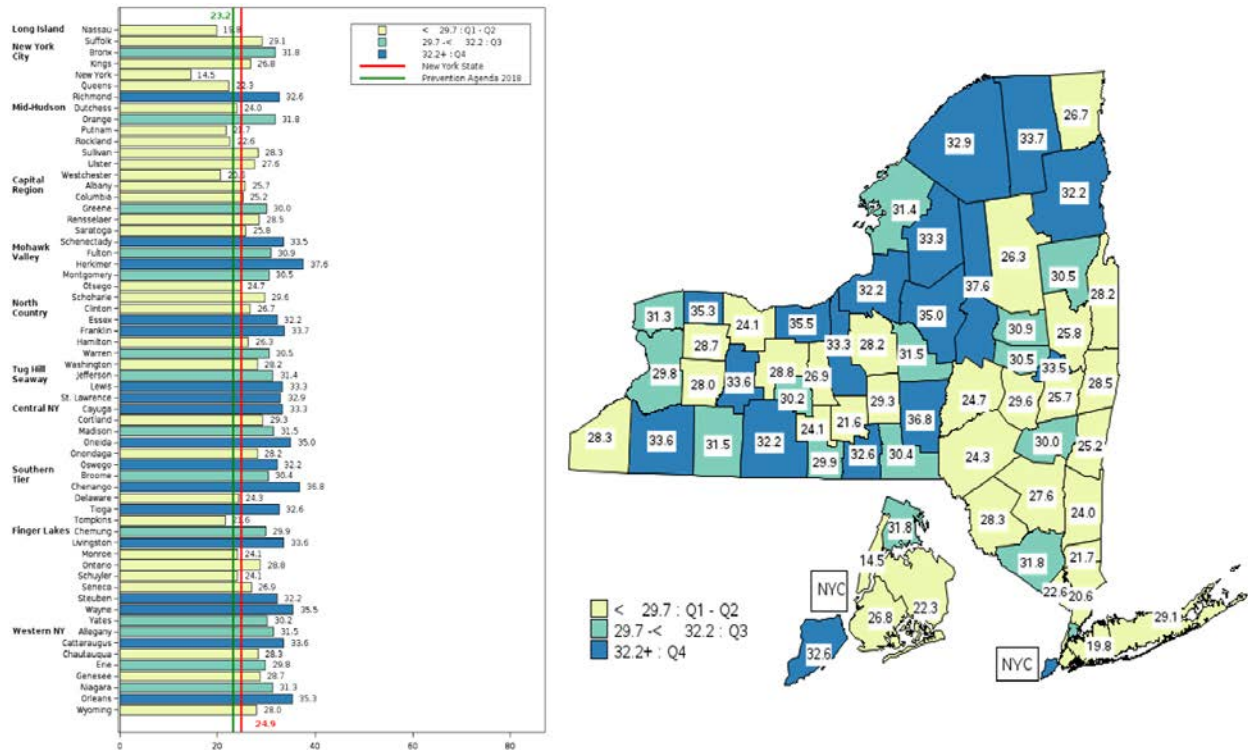 23.2
Long Island Nassau 19.8
Suffolk 29.1
New York
City
Bronx 31.8
Kings 26.8
New York 14.5
Queens 22.3
Richmond 32.6
Mid-Hudson Dutchess 24.0
Orange 31.8
Putnam 21.7
Rockland 22.6
Sullivan 28.3
Ulster 27.6
Westchester 20.6
Capital
Region
Albany 25.7
Columbia 25.2
Greene 30.0
Rensselaer 28.5
Saratoga 25.8
Schenectady 33.5
Mohawk
Valley
Fulton 30.9
Herkimer 37.6
Montgomery 30.5
Otsego 24.7
Schoharie 29.6
North
Country
Clinton 26.7
Essex 32.2
Franklin 33.7
Hamilton 26.3
Warren 30.5
Washington 28.2
Tug Hill
Seaway
Jefferson 31.4
Lewis 33.3
St. Lawrence 32.9
Central NY Cayuga 33.3
Cortland 29.3
Madison 31.5
Oneida 35.0
Onondaga 28.2
Oswego 32.2
Southern
Tier
Broome 30.4
Chenango 36.8
Delaware 24.3
Tioga 32.6
Tompkins 21.6
Finger Lakes Chemung 29.9
Livingston 33.6
Monroe 24.1
Ontario 28.8
Schuyler 24.1
Seneca 26.9
Steuben 32.2
Wayne 35.5
Yates 30.2
Western NY Allegany 31.5
Cattaraugus 33.6
Chautauqua 28.3
Erie 29.8
Genesee 28.7
Niagara 31.3
Orleans 35.3
Wyoming 28.0
24.9
0 20 40 60 80
< 29.7 : Q1 - Q2
29.7 -< 32.2 : Q3
32.2+ : Q4
New York State
Prevention Agenda 2018
26.7
32.9
33.7
32.2
31.4
33.3
26.3
37.6
30.5
28.2
32.2
35.0
31.3
35.3
24.1
35.5
33.3
28.2
31.5
30.9
25.8
28.7
30.5
29.8
28.0
33.6
28.8
26.9
33.5
28.5
30.2
29.3
36.8
24.7
29.6
25.7
28.3
33.6
31.5
32.2
24.1
21.6
30.0
25.2
29.9
32.6
30.4
24.3
27.6
28.3
24.0
31.8
21.7
22.6
20.6
31.8
14.5
NYC
26.8
22.3
32.6
29.1
19.8
NYC
< 29.7 : Q1 - Q2
29.7 -< 32.2 : Q3
32.2+ : Q4